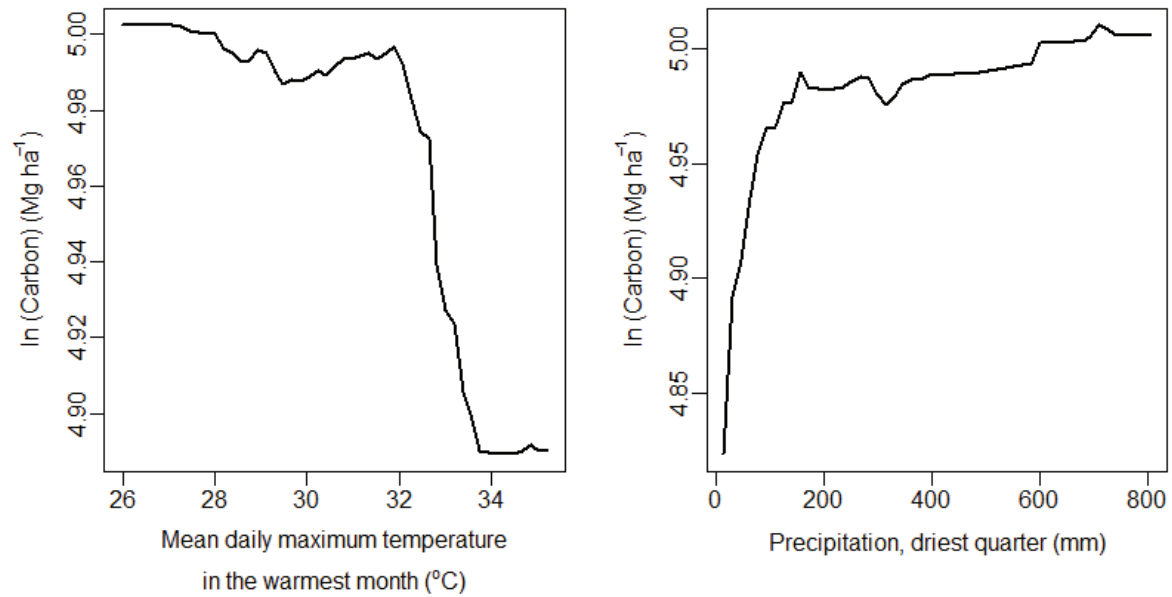 ln (Carbon) (Mg ha⁻¹)
5.00
4.98
4.96
4.94
4.92
4.90
26 28 30 32 34
Mean daily maximum temperature
in the warmest month (°C)
ln (Carbon) (Mg ha⁻¹)
5.00
4.95
4.90
4.85
0 200 400 600 800
Precipitation, driest quarter (mm)